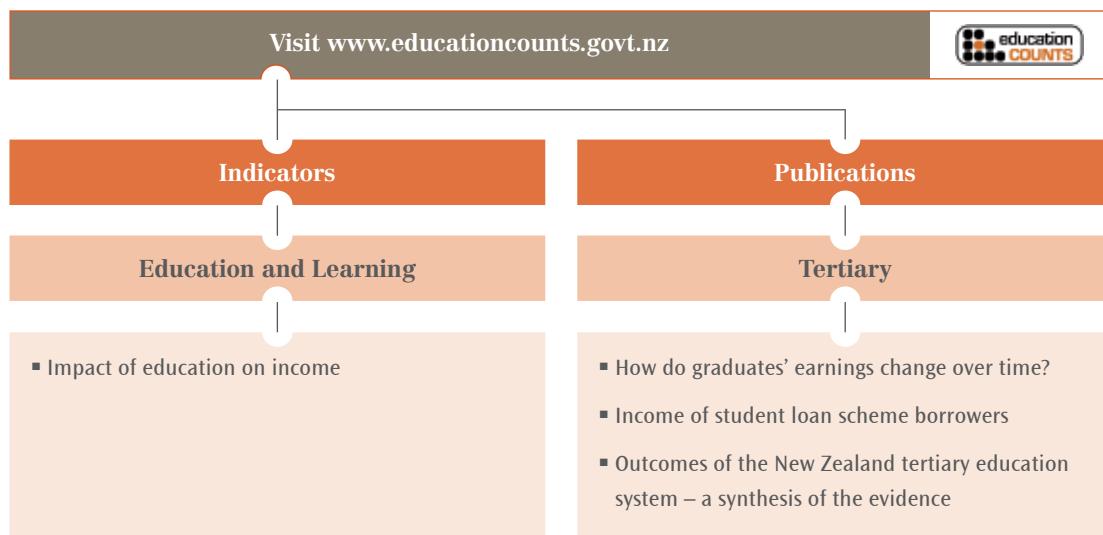 Visit www.educationcounts.govt.nz
education
COUNTS
Indicators
Education and Learning
▪ Impact of education on income
Publications
Tertiary
▪ How do graduates’ earnings change over time?
▪ Income of student loan scheme borrowers
▪ Outcomes of the New Zealand tertiary education
system – a synthesis of the evidence